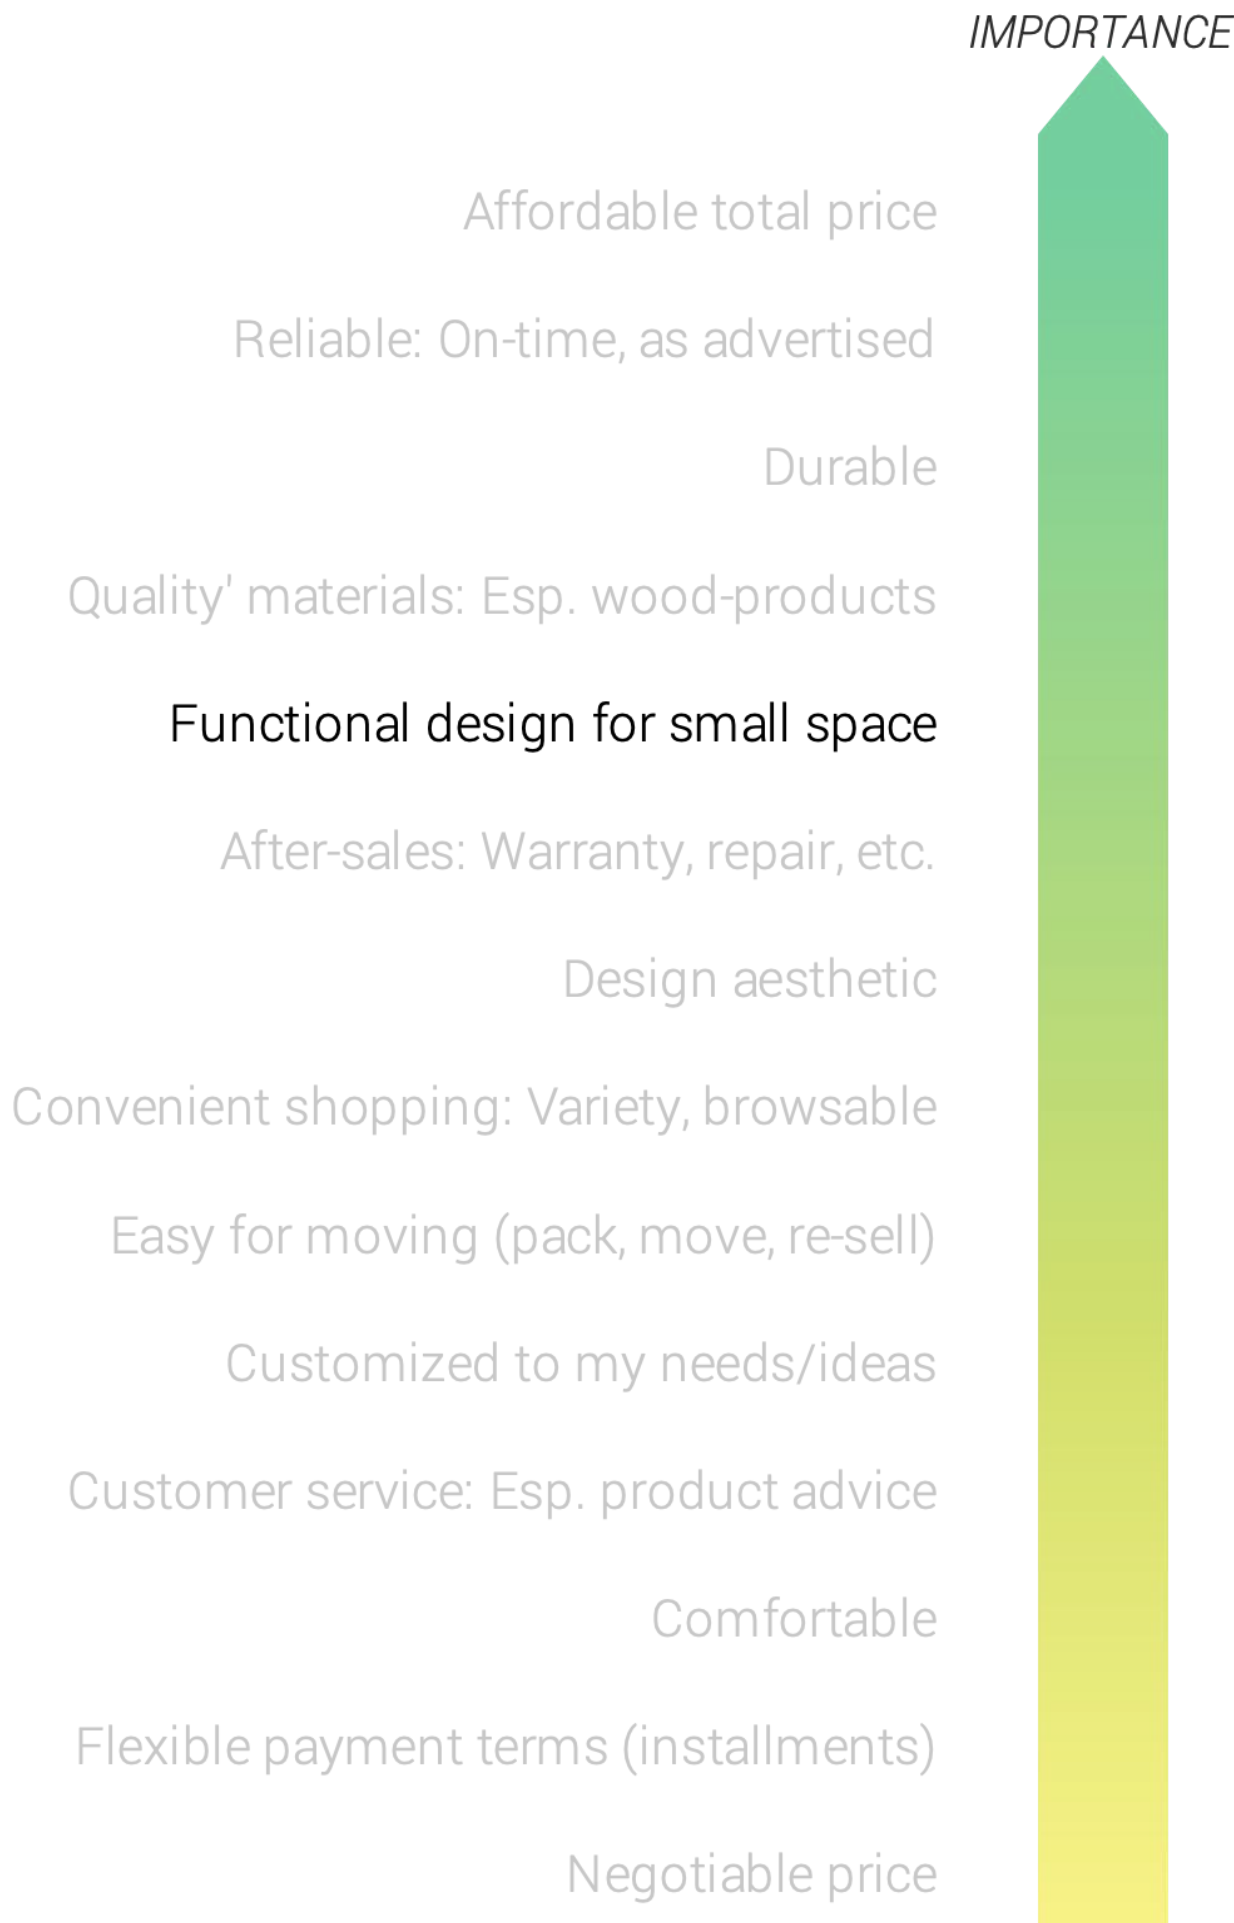 IMPORTANCE
Affordable total price
Reliable: On-time, as advertised
Durable
Quality' materials: Esp. wood-products
Functional design for small space
After-sales: Warranty, repair, etc.
Design aesthetic
Convenient shopping: Variety, browsable
Easy for moving (pack, move, re-sell)
Customized to my needs/ideas
Customer service: Esp. product advice
Comfortable
Flexible payment terms (installments)
Negotiable price